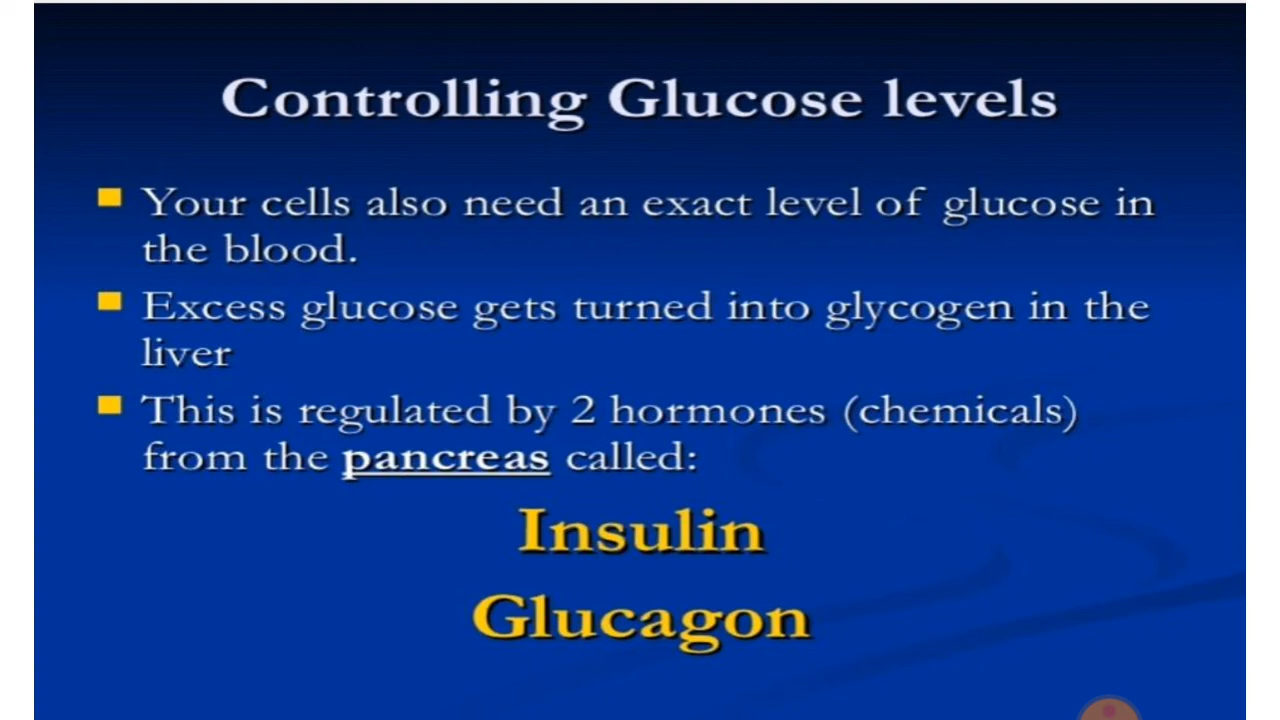 Controlling Glucose levels
Your cells also need an exact level of glucose in
the blood.
Excess glucose gets turned into glycogen in the
liver
This is regulated by 2 hormones (chemicals)
from the pancreas called:
Insulin
Glucagon